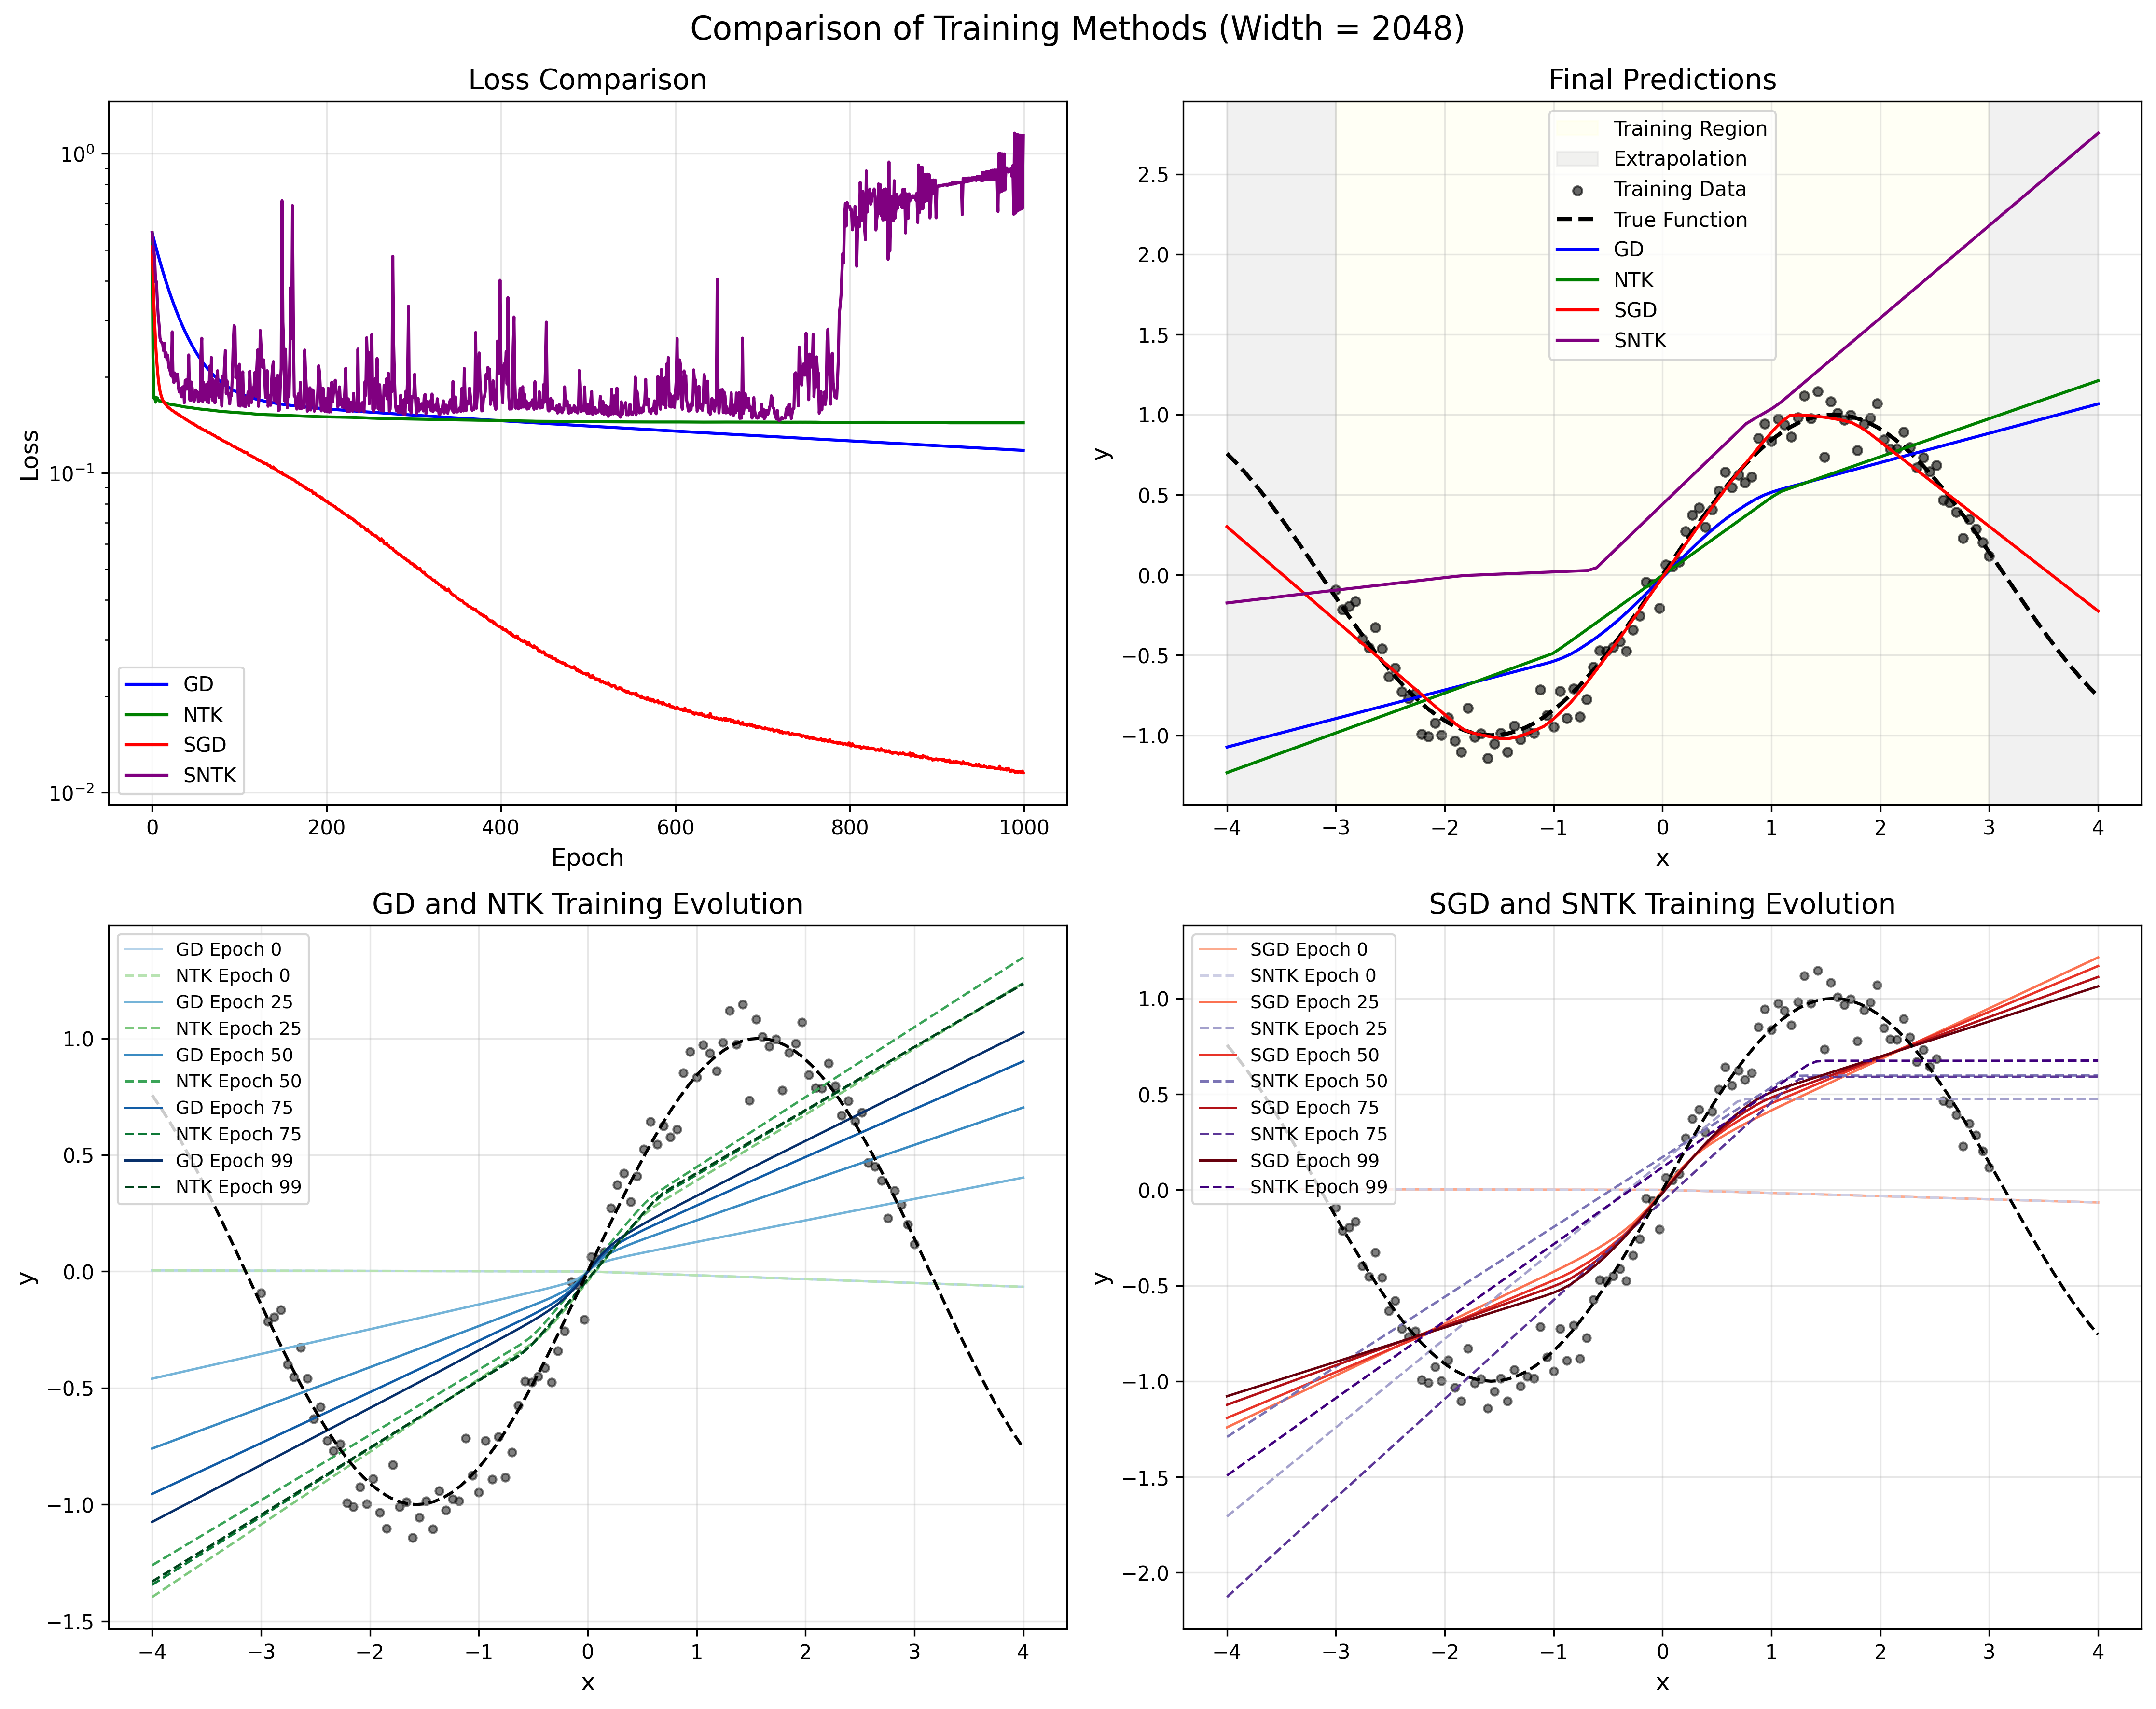 Comparison of Training Methods (Width = 2048)
Loss Comparison
Loss
10⁰
10⁻¹
10⁻²
GD
NTK
SGD
SNTK
0 200 400 600 800 1000
Epoch
Final Predictions
y
2.5
2.0
1.5
1.0
0.5
0.0
−0.5
−1.0
Training Region
Extrapolation
Training Data
True Function
GD
NTK
SGD
SNTK
−4 −3 −2 −1 0 1 2 3 4
x
GD and NTK Training Evolution
y
1.0
0.5
0.0
−0.5
−1.0
−1.5
GD Epoch 0
NTK Epoch 0
GD Epoch 25
NTK Epoch 25
GD Epoch 50
NTK Epoch 50
GD Epoch 75
NTK Epoch 75
GD Epoch 99
NTK Epoch 99
−4 −3 −2 −1 0 1 2 3 4
x
SGD and SNTK Training Evolution
y
1.0
0.5
0.0
−0.5
−1.0
−1.5
−2.0
SGD Epoch 0
SNTK Epoch 0
SGD Epoch 25
SNTK Epoch 25
SGD Epoch 50
SNTK Epoch 50
SGD Epoch 75
SNTK Epoch 75
SGD Epoch 99
SNTK Epoch 99
−4 −3 −2 −1 0 1 2 3 4
x